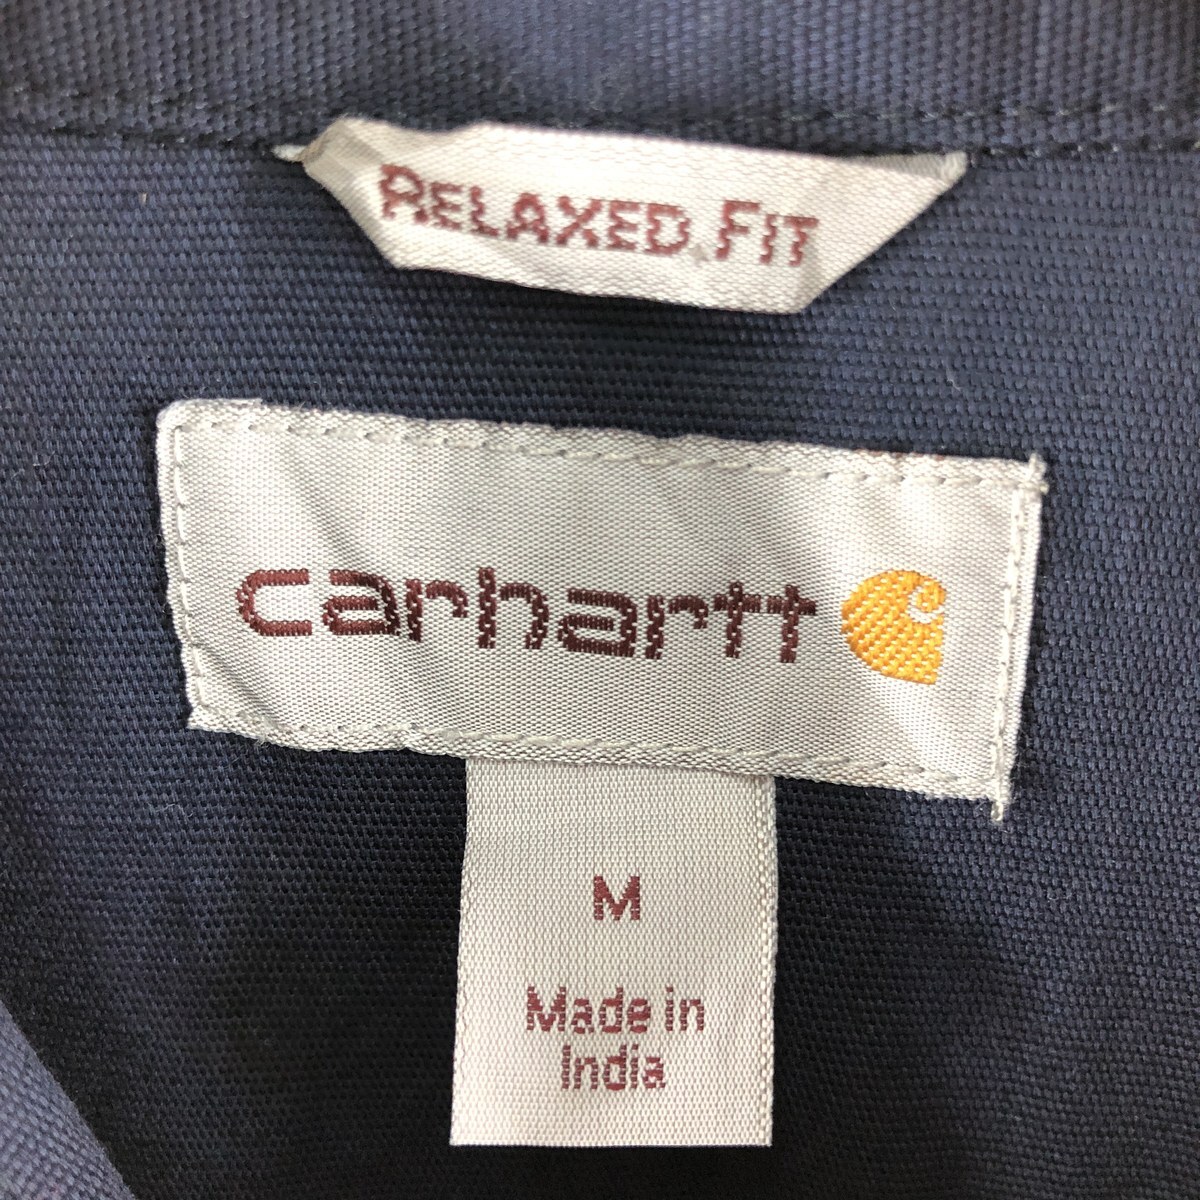 RELAXED FIT
carhartt
M
Made in
India